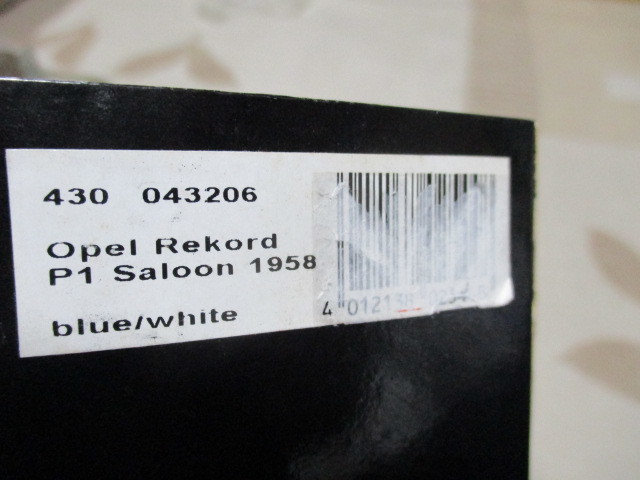 430 043206
Opel Rekord
P1 Saloon 1958
blue/white